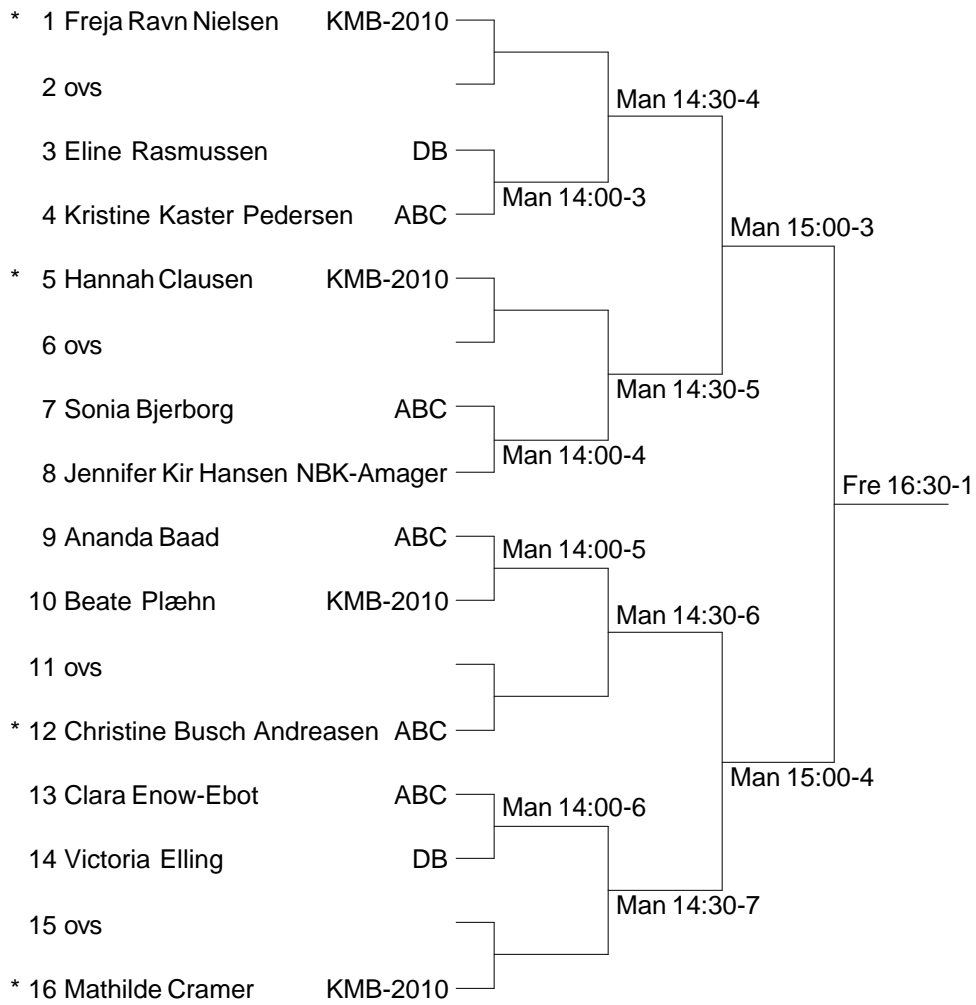 * 1 Freja Ravn Nielsen KMB-2010
2 ovs
Man 14:30-4
3 Eline Rasmussen DB
Man 14:00-3
4 Kristine Kaster Pedersen ABC
Man 15:00-3
* 5 Hannah Clausen KMB-2010
6 ovs
Man 14:30-5
7 Sonia Bjerborg ABC
Man 14:00-4
8 Jennifer Kir Hansen NBK-Amager
Fre 16:30-1
9 Ananda Baad ABC
Man 14:00-5
10 Beate Plæhn KMB-2010
Man 14:30-6
11 ovs
* 12 Christine Busch Andreasen ABC
Man 15:00-4
13 Clara Enow-Ebot ABC
Man 14:00-6
14 Victoria Elling DB
Man 14:30-7
15 ovs
* 16 Mathilde Cramer KMB-2010